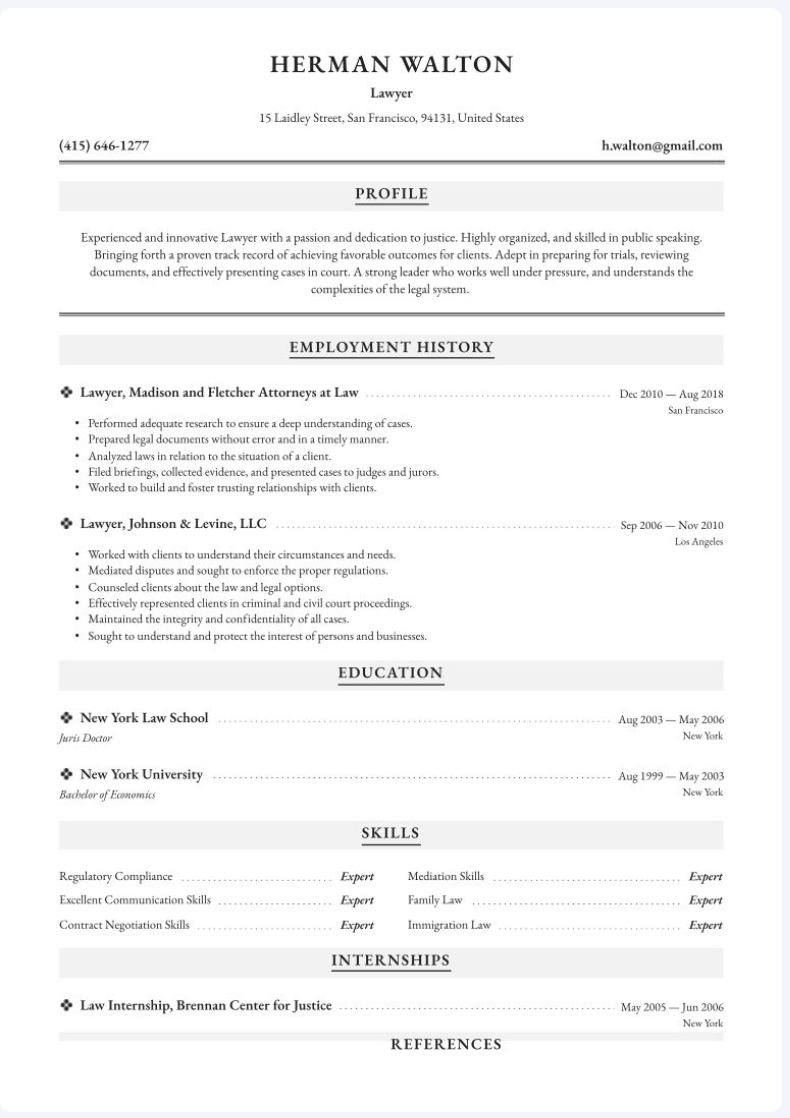 HERMAN WALTON
Lawyer
15 Laidley Street, San Francisco, 94131, United States
(415) 646-1277 h.walton@gmail.com
PROFILE
Experienced and innovative Lawyer with a passion and dedication to justice. Highly organized, and skilled in public speaking.
Bringing forth a proven track record of achieving favorable outcomes for clients. Adept in preparing for trials, reviewing
documents, and effectively presenting cases in court. A strong leader who works well under pressure, and understands the
complexities of the legal system.
EMPLOYMENT HISTORY
Lawyer, Madison and Fletcher Attorneys at Law Dec 2010 — Aug 2018
San Francisco
• Performed adequate research to ensure a deep understanding of cases.
• Prepared legal documents without error and in a timely manner.
• Analyzed laws in relation to the situation of a client.
• Filed briefings, collected evidence, and presented cases to judges and jurors.
• Worked to build and foster trusting relationships with clients.
Lawyer, Johnson & Levine, LLC Sep 2006 — Nov 2010
Los Angeles
• Worked with clients to understand their circumstances and needs.
• Mediated disputes and sought to enforce the proper regulations.
• Counseled clients about the law and legal options.
• Effectively represented clients in criminal and civil court proceedings.
• Maintained the integrity and confidentiality of all cases.
• Sought to understand and protect the interest of persons and businesses.
EDUCATION
New York Law School Aug 2003 — May 2006
Juris Doctor New York
New York University Aug 1999 — May 2003
Bachelor of Economics New York
SKILLS
Regulatory Compliance Expert Mediation Skills Expert
Excellent Communication Skills Expert Family Law Expert
Contract Negotiation Skills Expert Immigration Law Expert
INTERNSHIPS
Law Internship, Brennan Center for Justice May 2005 — Jun 2006
New York
REFERENCES